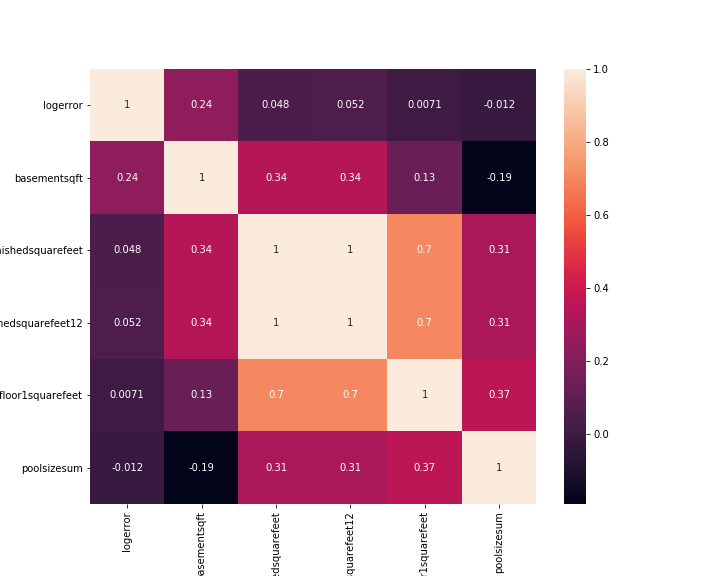 logerror 1 0.24 0.048 0.052 0.0071 -0.012
basementsqft 0.24 1 0.34 0.34 0.13 -0.19
ishedsquarefeet 0.048 0.34 1 1 0.7 0.31
hedsquarefeet12 0.052 0.34 1 1 0.7 0.31
floor1squarefeet 0.0071 0.13 0.7 0.7 1 0.37
poolsizesum -0.012 -0.19 0.31 0.31 0.37 1
logerror
basementsqft
edsquarefeet
squarefeet12
r1squarefeet
poolsizesum
1.0
0.8
0.6
0.4
0.2
0.0